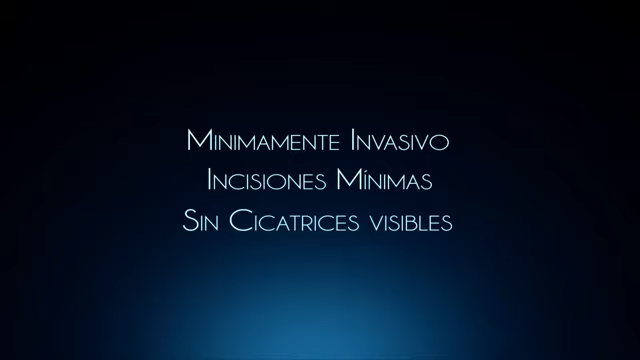 Minimamente Invasivo
Incisiones Mínimas
Sin Cicatrices visibles